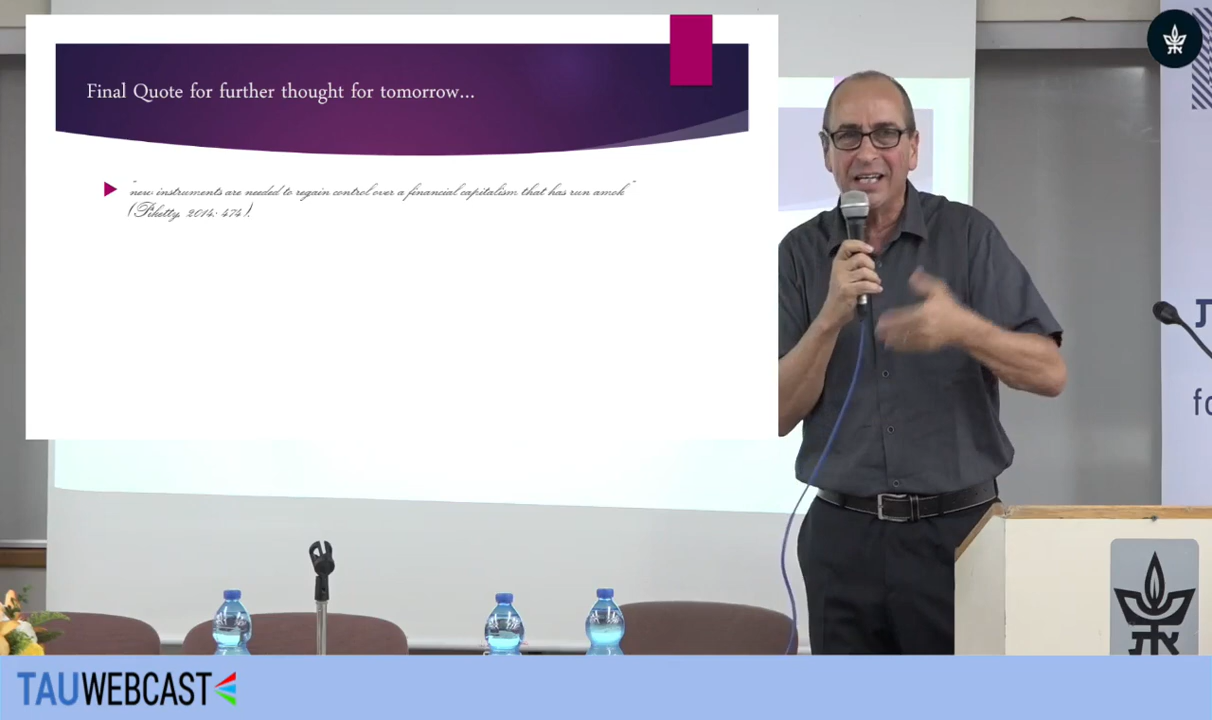 Final Quote for further thought for tomorrow...
"new instruments are needed to regain control over a financial capitalism that has run amok"
(Piketty, 2014: 474).
TAUWEBCAST